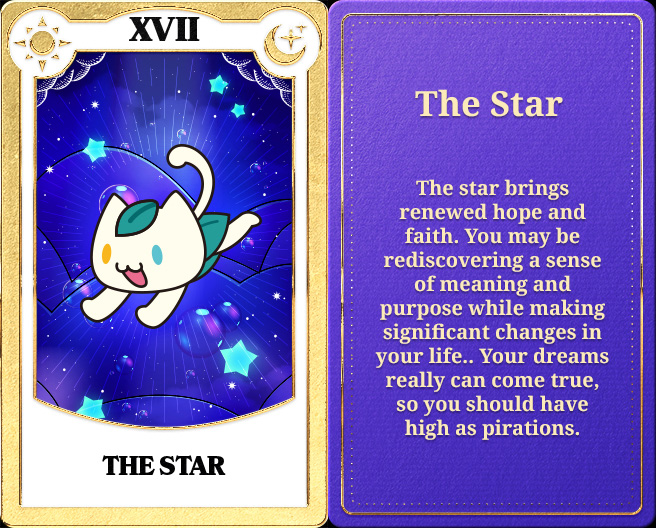 XVII
THE STAR
The Star
The star brings
renewed hope and
faith. You may be
rediscovering a sense
of meaning and
purpose while making
significant changes in
your life.. Your dreams
really can come true,
so you should have
high as pirations.